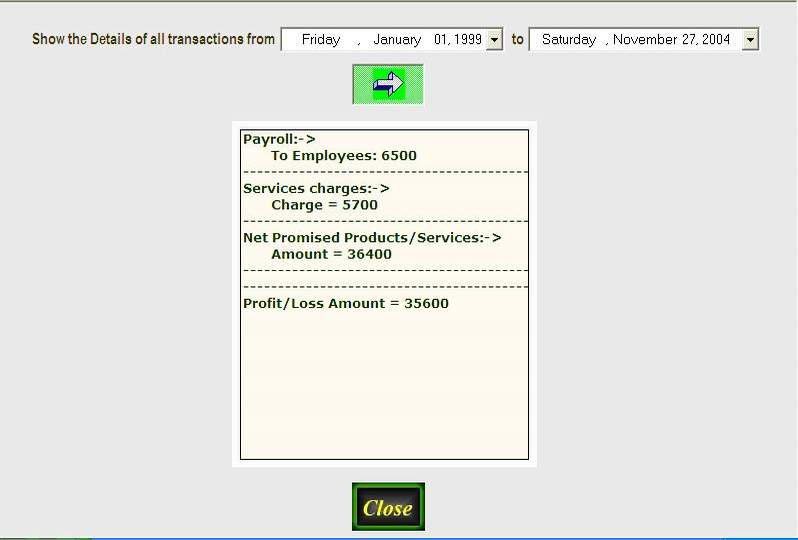 Show the Details of all transactions from Friday , January 01, 1999 to Saturday , November 27, 2004
Payroll:->
To Employees: 6500
--------------------------------------------
Services charges:->
Charge = 5700
--------------------------------------------
Net Promised Products/Services:->
Amount = 36400
--------------------------------------------
--------------------------------------------
Profit/Loss Amount = 35600
Close